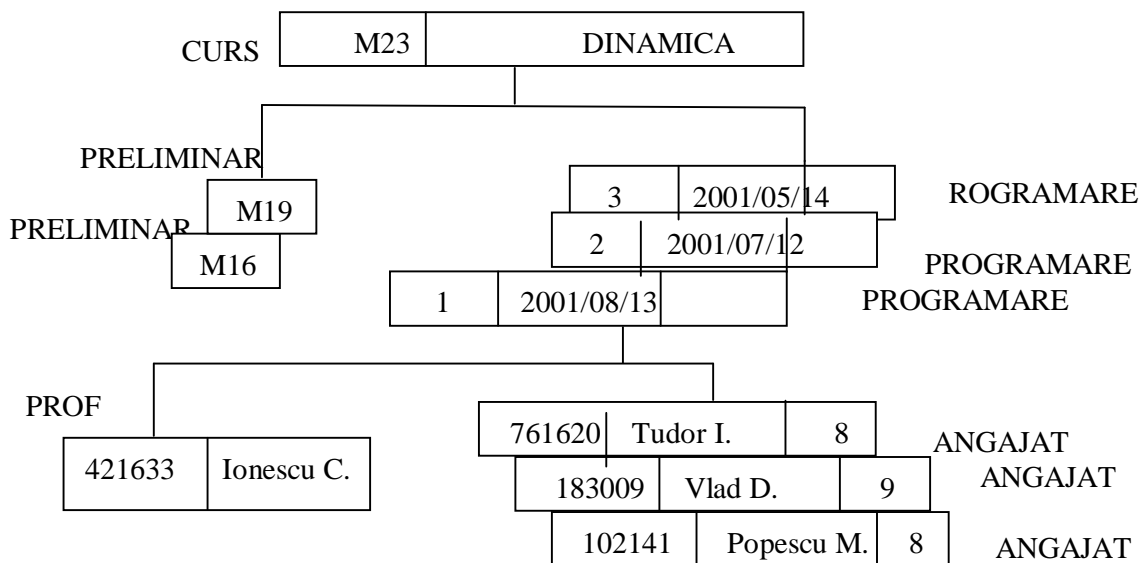 CURS M23 DINAMICA
PRELIMINAR
3 2001/05/14 ROGRAMARE
M19
PRELIMINAR
2 2001/07/12
M16
PROGRAMARE
1 2001/08/13 PROGRAMARE
PROF
761620 Tudor I. 8 ANGAJAT
421633 Ionescu C.
183009 Vlad D. 9 ANGAJAT
102141 Popescu M. 8 ANGAJAT